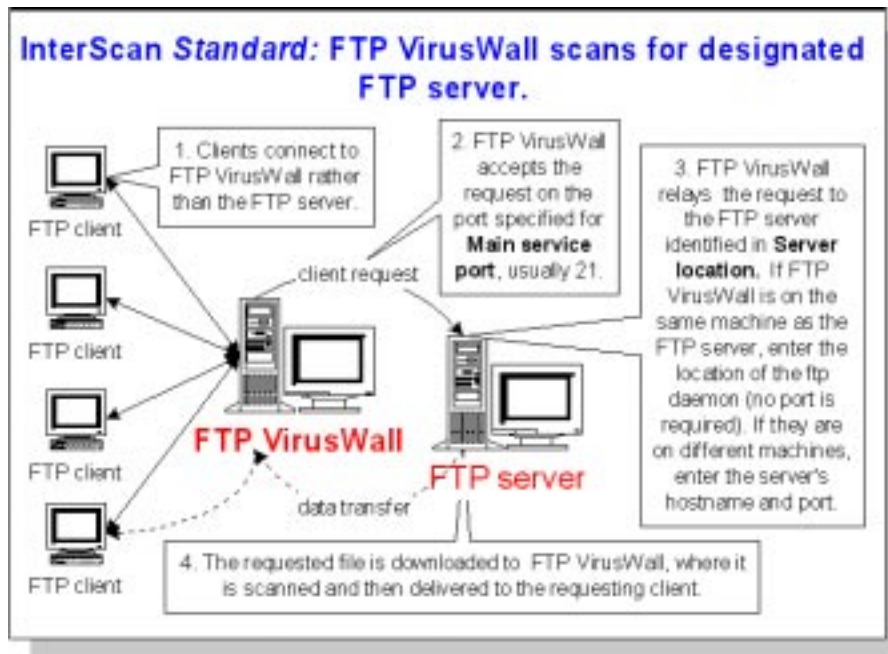 InterScan Standard: FTP VirusWall scans for designated
FTP server.
1. Clients connect to
FTP VirusWall rather
than the FTP server.
2. FTP VirusWall
accepts the
request on the
port specified for
Main service
port, usually 21.
3. FTP VirusWall
relays the request to
the FTP server
identified in Server
location. If FTP
VirusWall is on the
same machine as the
FTP server, enter the
location of the ftp
daemon (no port is
required). If they are
on different machines,
enter the server's
hostname and port.
FTP client
client request
FTP client
FTP VirusWall
FTP client
FTP server
data transfer
FTP client
4. The requested file is downloaded to FTP VirusWall, where it
is scanned and then delivered to the requesting client.